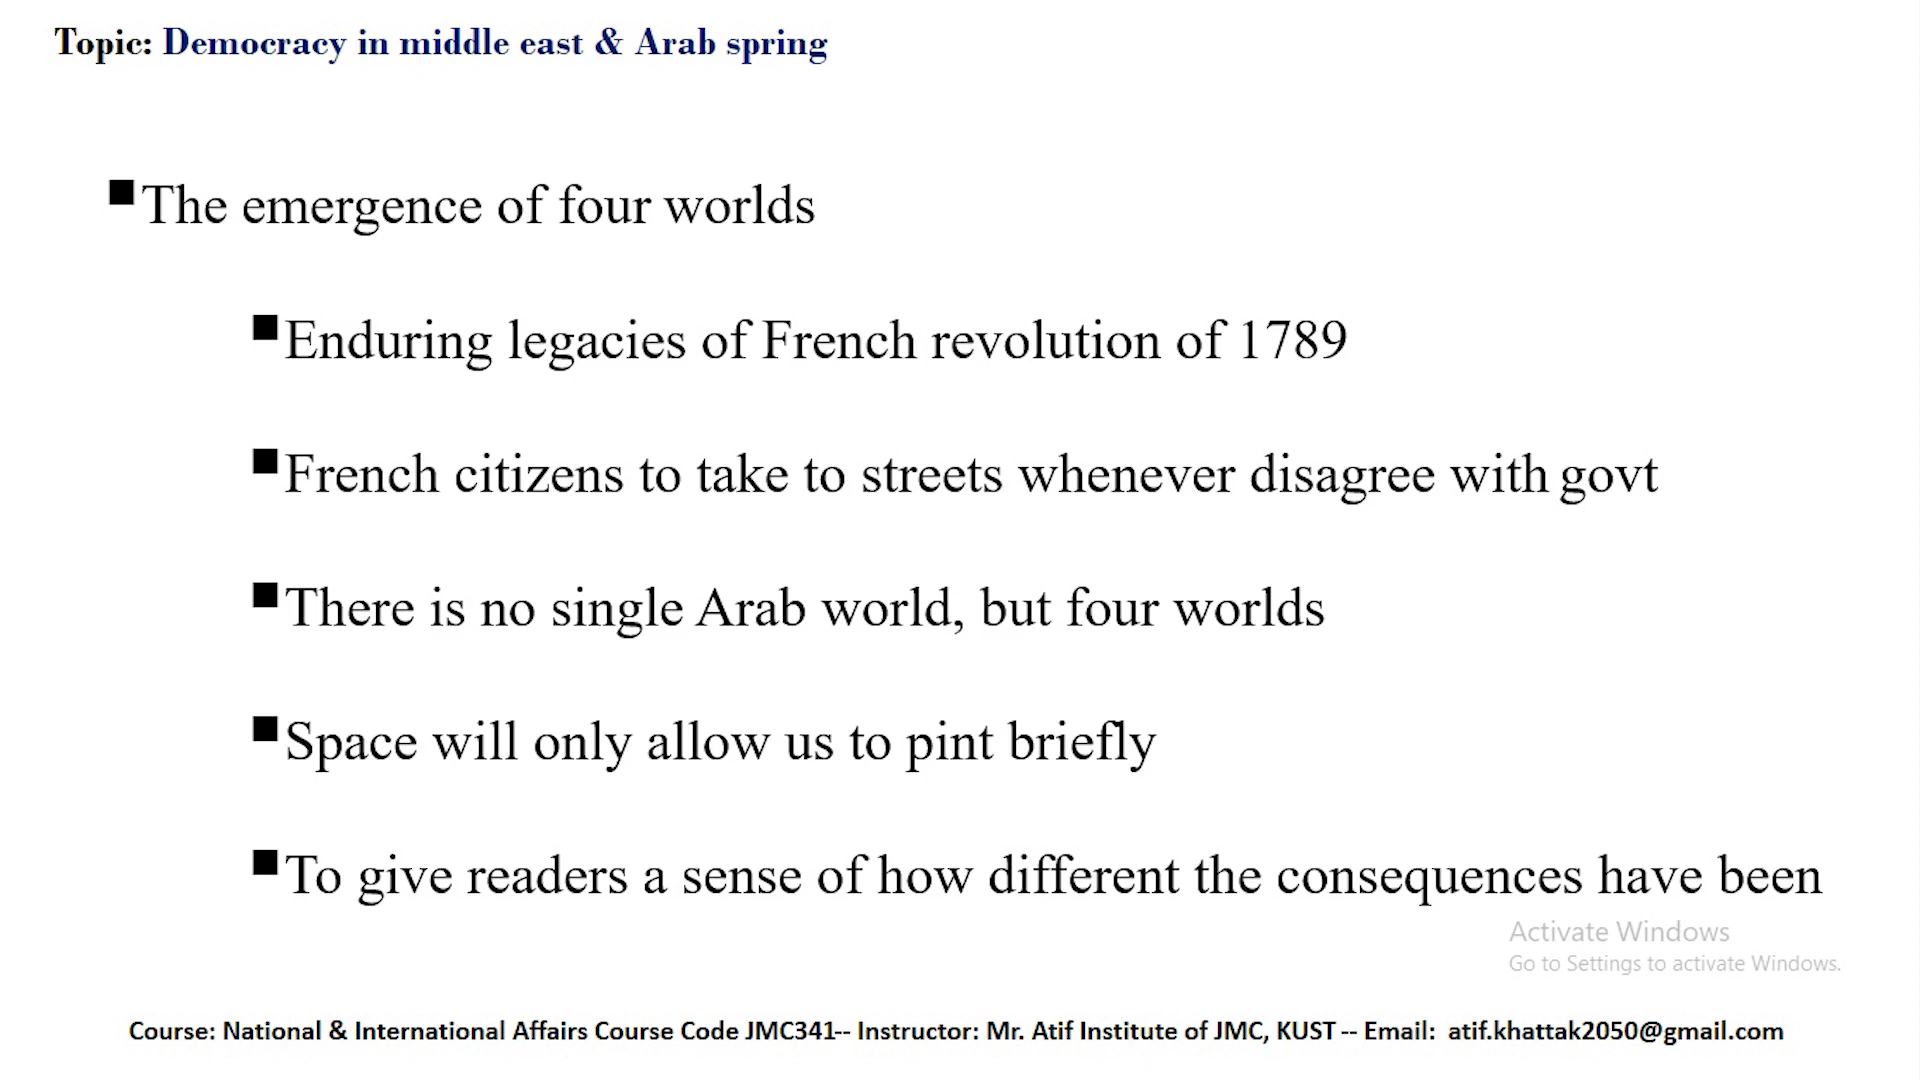 Topic: Democracy in middle east & Arab spring
The emergence of four worlds
Enduring legacies of French revolution of 1789
French citizens to take to streets whenever disagree with govt
There is no single Arab world, but four worlds
Space will only allow us to pint briefly
To give readers a sense of how different the consequences have been
Activate Windows
Go to Settings to activate Windows.
Course: National & International Affairs Course Code JMC341-- Instructor: Mr. Atif Institute of JMC, KUST -- Email: atif.khattak2050@gmail.com